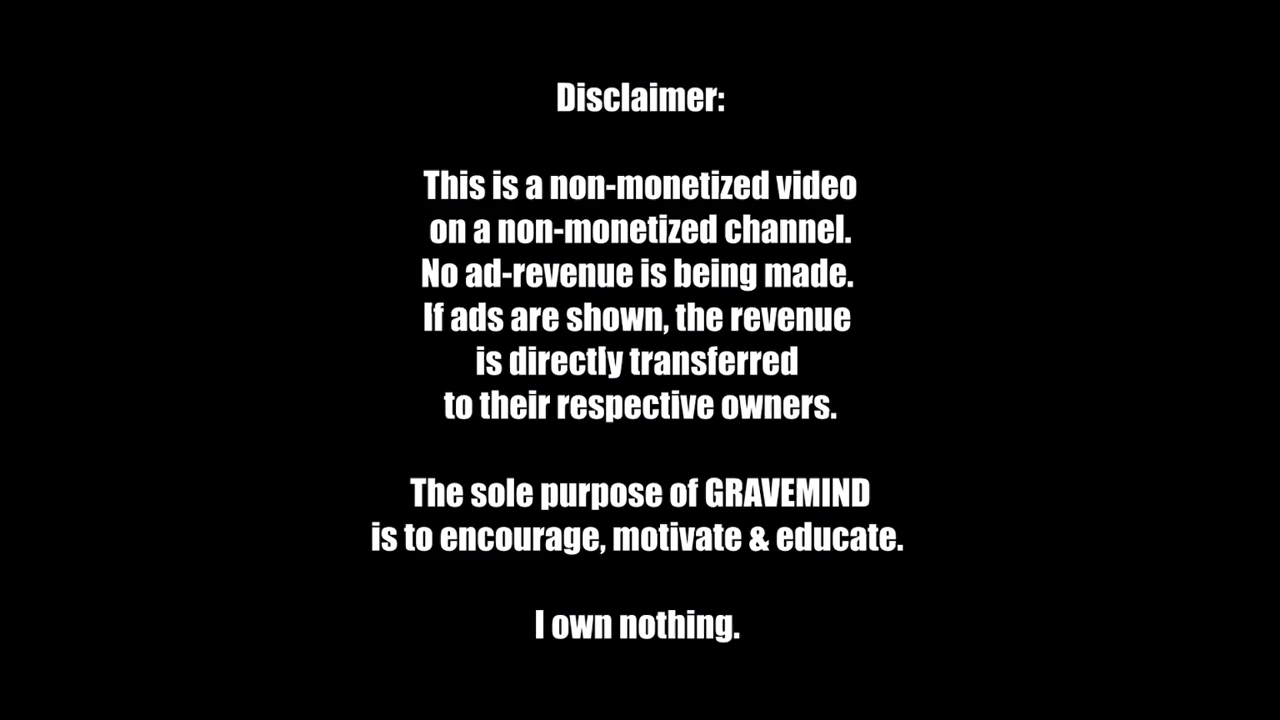 Disclaimer:
This is a non-monetized video
on a non-monetized channel.
No ad-revenue is being made.
If ads are shown, the revenue
is directly transferred
to their respective owners.
The sole purpose of GRAVEMIND
is to encourage, motivate & educate.
I own nothing.